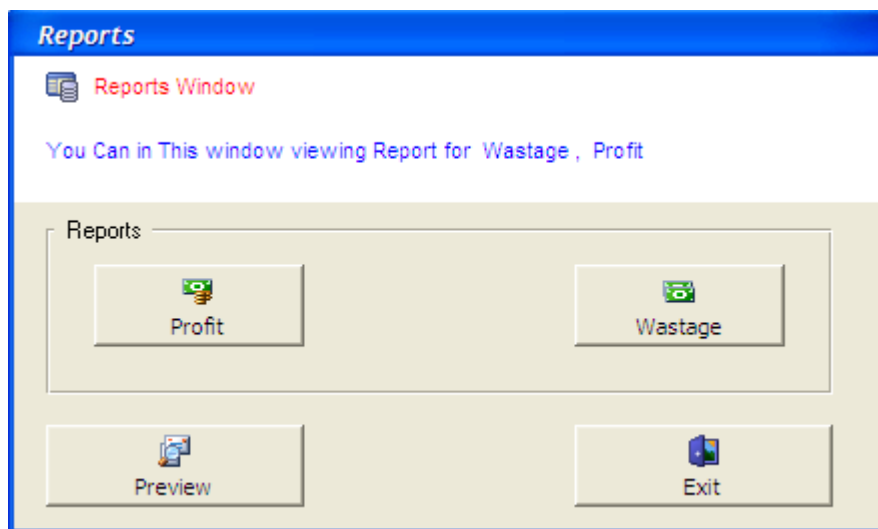 Reports
Reports Window
You Can in This window viewing Report for Wastage , Profit
Reports
Profit
Wastage
Preview
Exit